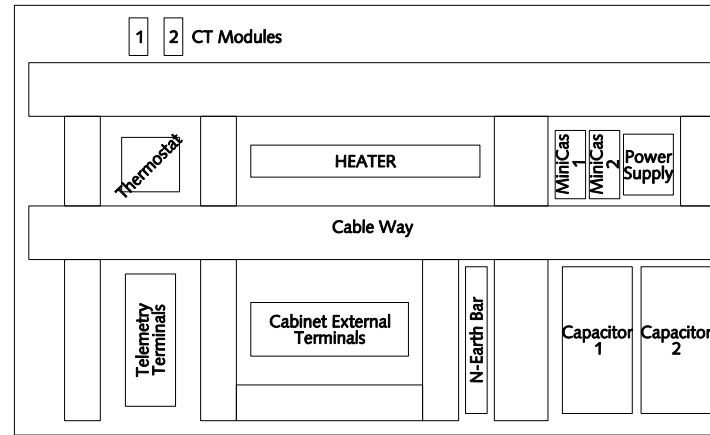 1 2 CT Modules
Thermostat
HEATER
MiniCas
1
MiniCas
2
Power
Supply
Cable Way
Telemetry
Terminals
Cabinet External
Terminals
N-Earth Bar
Capacitor
1
Capacitor
2